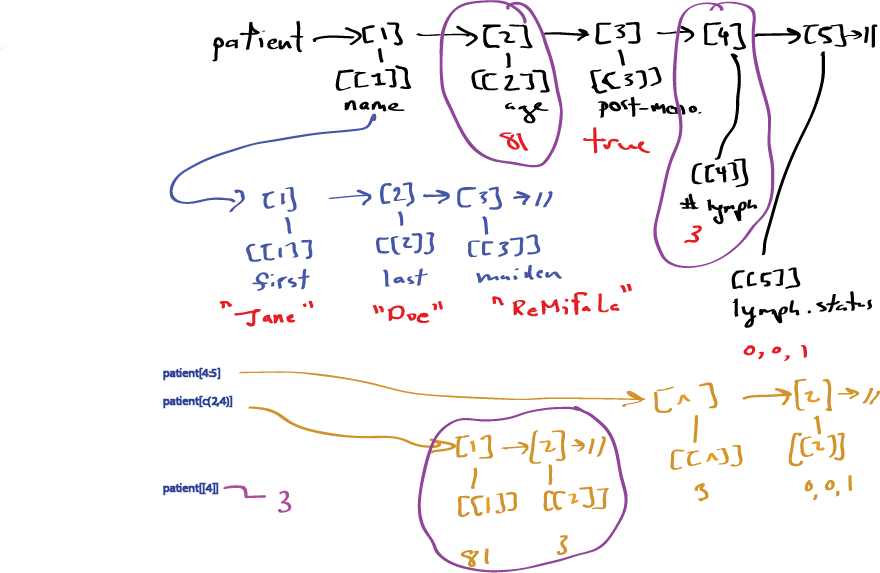 patient → [1] → [2] → [3] → [4] → [5] → //
[[1]] [[2]] [[3]]
name age post-meno.
81 true
[[4]]
# lymph
3
[1] → [2] → [3] → //
[[1]] [[2]] [[3]]
first last maiden
"Jane" "Doe" "ReMiFaLa"
[[5]]
lymph.status
0, 0, 1
patient[4:5]
[1] → [2] → //
[[1]] [[2]]
3 0, 0, 1
patient[c(2,4)]
[1] → [2] → //
[[1]] [[2]]
81 3
patient[[4]] 3